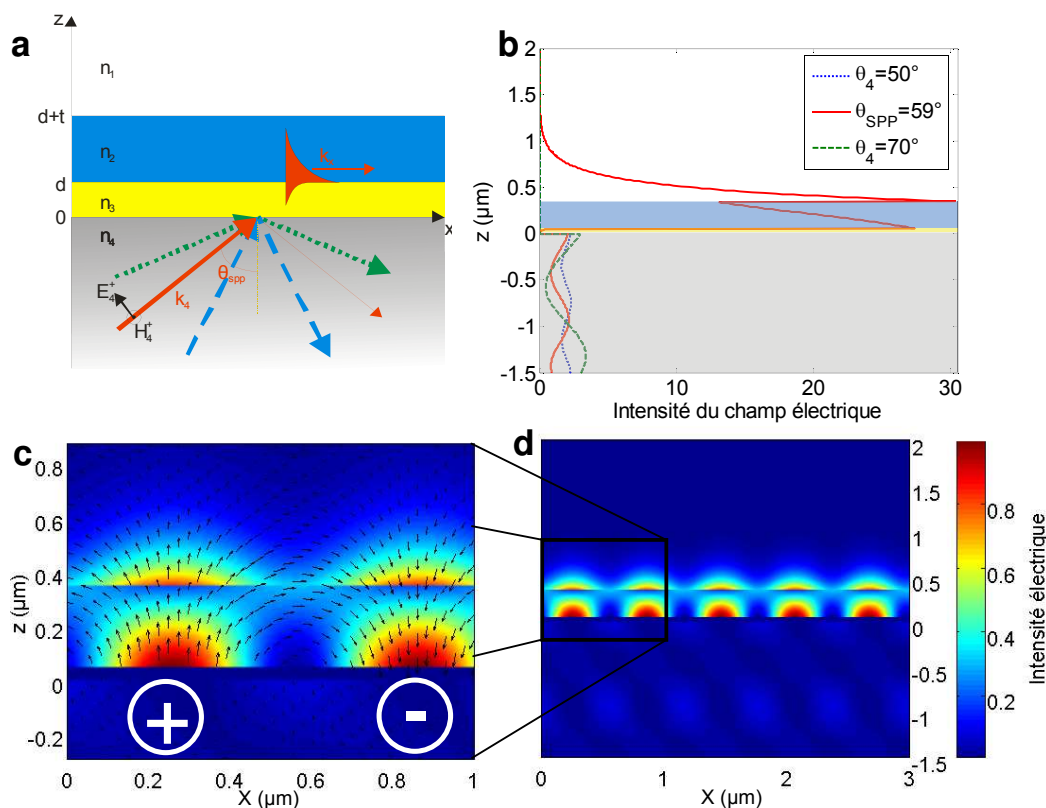 a
z
n₁
d+t
n₂
k₃
d
n₃
0
x
n₄
θspp
E₄⁺
k₄
H₄⁺
b
2
1.5
1
0.5
0
-0.5
-1
-1.5
z (µm)
θ₄=50°
θSPP=59°
θ₄=70°
0
10
20
30
Intensité du champ électrique
c
0.8
0.6
0.4
0.2
0
-0.2
z (µm)
+
-
0
0.2
0.4
0.6
0.8
1
X (µm)
d
2
1.5
1
0.5
0
-0.5
-1
-1.5
0
1
2
3
X (µm)
0.8
0.6
0.4
0.2
Intensité électrique